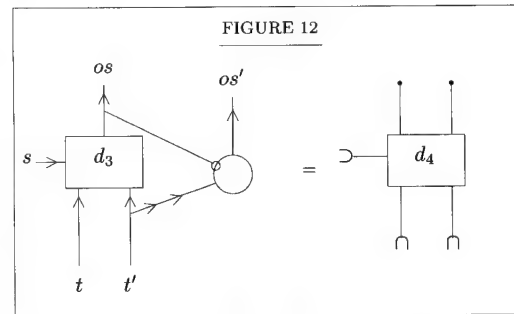 FIGURE 12
os
os′
s
d₃
=
d₄
t
t′